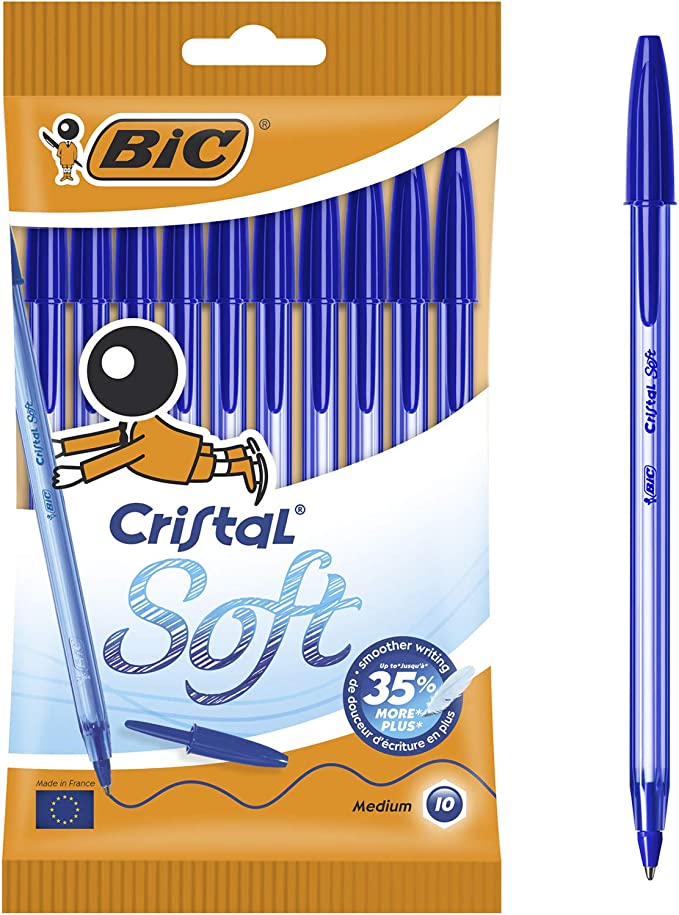 BiC®
Cristal®
Soft
smoother writing
Up to* Jusqu'à*
35%
MORE*
PLUS*
de douceur d'écriture en plus
Made in France
Medium 10
BiC Cristal Soft
BiC Cristal Soft